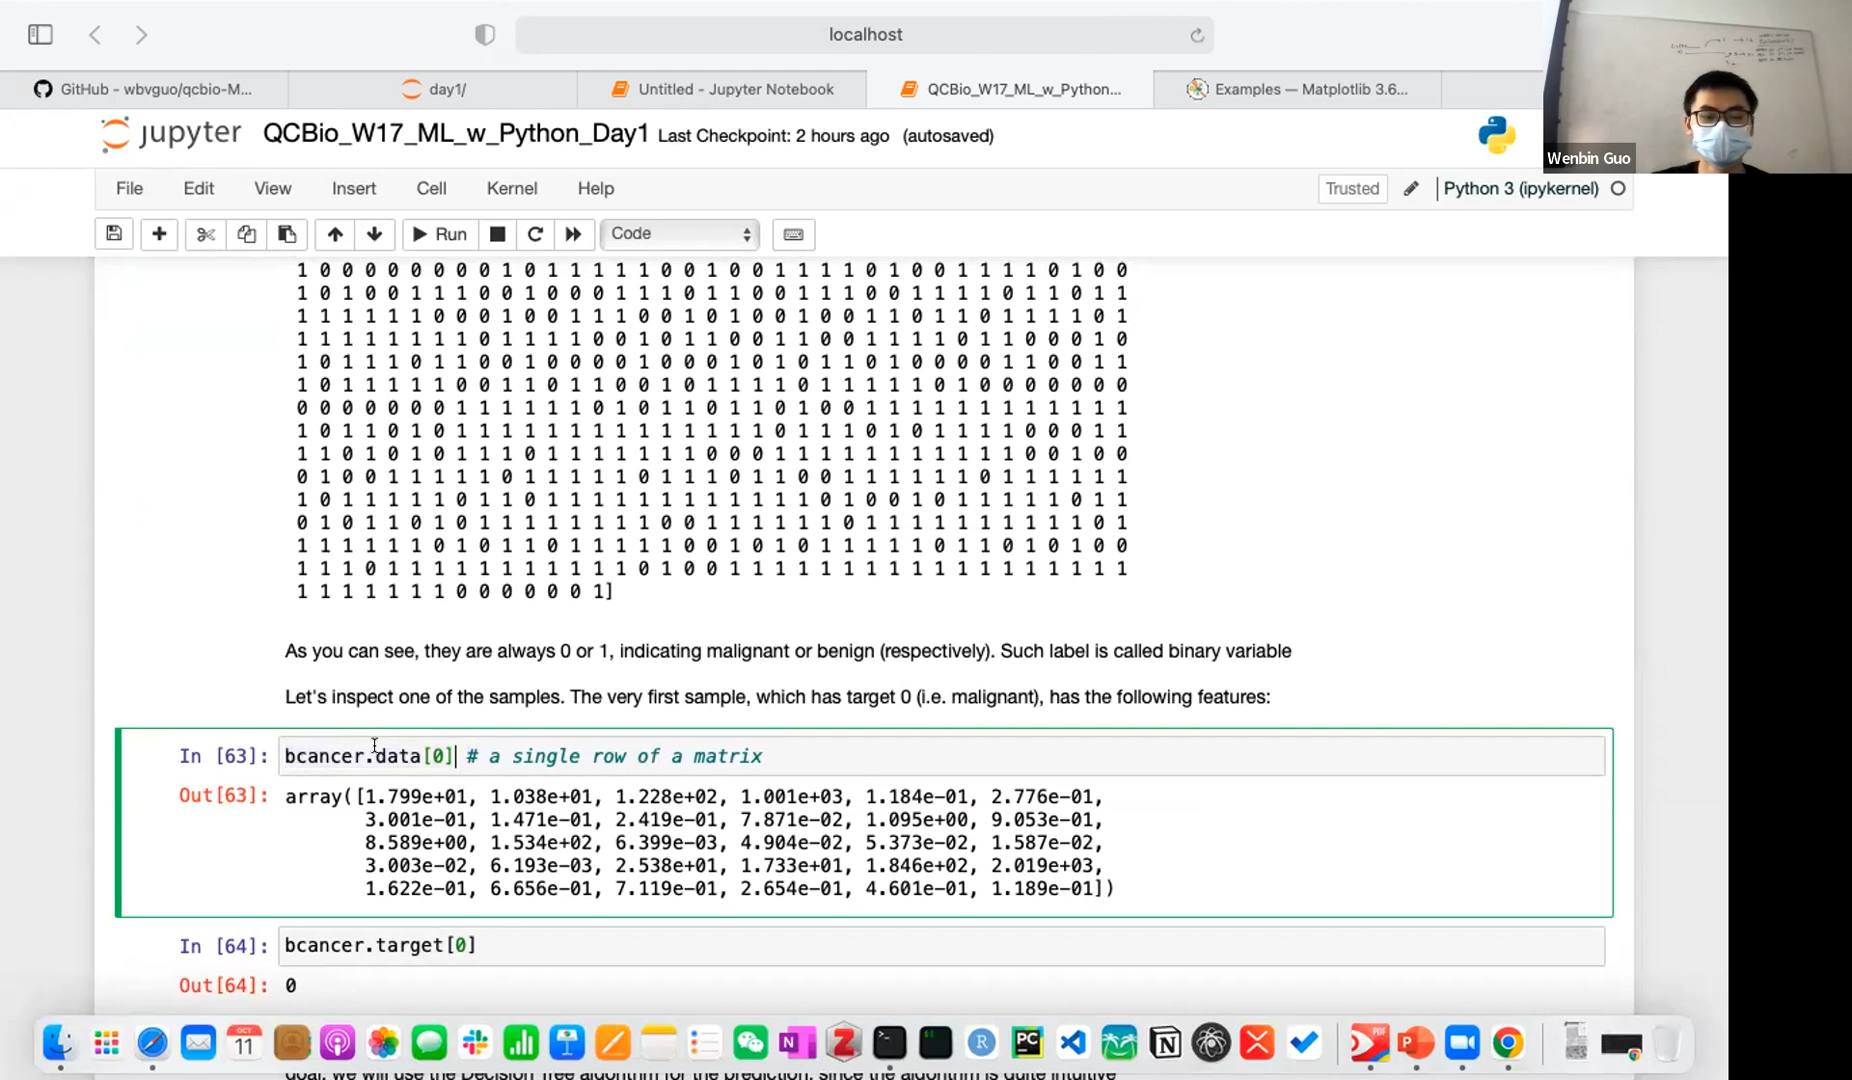 localhost
GitHub - wbvguo/qcbio-M...
day1/
Untitled - Jupyter Notebook
QCBio_W17_ML_w_Python...
Examples — Matplotlib 3.6...
Wenbin Guo
jupyter QCBio_W17_ML_w_Python_Day1 Last Checkpoint: 2 hours ago (autosaved)
File Edit View Insert Cell Kernel Help Trusted Python 3 (ipykernel)
Run Code
1 0 0 0 0 0 0 0 0 1 0 1 1 1 1 1 0 0 1 0 0 1 1 1 1 0 1 0 0 1 1 1 1 0 1 0 0
1 0 1 0 0 1 1 1 0 0 1 0 0 0 1 1 1 0 1 1 0 0 1 1 1 0 0 1 1 1 1 0 1 1 0 1 1
1 1 1 1 1 1 0 0 0 1 0 0 1 1 1 0 0 1 0 1 0 0 1 0 0 1 1 0 1 1 0 1 1 1 1 0 1
1 1 1 1 1 1 1 1 0 1 1 1 1 0 0 1 0 1 1 0 0 1 1 0 0 1 1 1 1 0 1 1 0 0 0 1 0
1 0 1 1 1 0 1 1 0 0 1 0 0 0 0 1 0 0 0 1 0 1 0 1 1 0 1 0 0 0 0 1 1 0 0 1 1
1 0 1 1 1 1 1 0 0 1 1 0 1 1 0 0 1 0 1 1 1 1 0 1 1 1 1 1 0 1 0 0 0 0 0 0 0
0 0 0 0 0 0 0 1 1 1 1 1 1 0 1 0 1 1 0 1 1 0 1 0 0 1 1 1 1 1 1 1 1 1 1 1 1
1 0 1 1 0 1 0 1 1 1 1 1 1 1 1 1 1 1 1 1 1 0 1 1 1 0 1 0 1 1 1 1 0 0 0 1 1
1 1 0 1 0 1 0 1 1 1 1 1 1 1 1 1 1 1 0 0 0 1 1 1 1 1 1 1 1 1 1 1 0 0 1 0 0
0 1 0 0 1 1 1 1 1 0 1 1 1 1 1 0 1 1 1 0 1 1 0 0 1 1 1 1 1 1 0 1 1 1 1 1 1
1 0 1 1 1 1 1 0 1 1 0 1 1 1 1 1 1 1 1 1 1 1 1 0 1 0 0 1 0 1 1 1 1 1 0 1 1
0 1 0 1 1 0 1 0 1 1 1 1 1 1 1 1 0 0 1 1 1 1 1 1 0 1 1 1 1 1 1 1 1 1 1 0 1
1 1 1 1 1 1 0 1 0 1 1 0 1 1 1 1 1 0 0 1 0 1 0 1 1 1 1 1 0 1 1 0 1 0 1 0 0
1 1 1 0 1 1 1 1 1 1 1 1 1 1 1 0 1 0 0 1 1 1 1 1 1 1 1 1 1 1 1 1 1 1 1 1 1
1 1 1 1 1 1 1 0 0 0 0 0 0 1]
As you can see, they are always 0 or 1, indicating malignant or benign (respectively). Such label is called binary variable
Let's inspect one of the samples. The very first sample, which has target 0 (i.e. malignant), has the following features:
In [63]: bcancer.data[0] # a single row of a matrix
Out[63]: array([1.799e+01, 1.038e+01, 1.228e+02, 1.001e+03, 1.184e-01, 2.776e-01,
3.001e-01, 1.471e-01, 2.419e-01, 7.871e-02, 1.095e+00, 9.053e-01,
8.589e+00, 1.534e+02, 6.399e-03, 4.904e-02, 5.373e-02, 1.587e-02,
3.003e-02, 6.193e-03, 2.538e+01, 1.733e+01, 1.846e+02, 2.019e+03,
1.622e-01, 6.656e-01, 7.119e-01, 2.654e-01, 4.601e-01, 1.189e-01])
In [64]: bcancer.target[0]
Out[64]: 0
OCT
11
goal, we will use the Decision Tree algorithm for the prediction, since the algorithm is quite intuitive